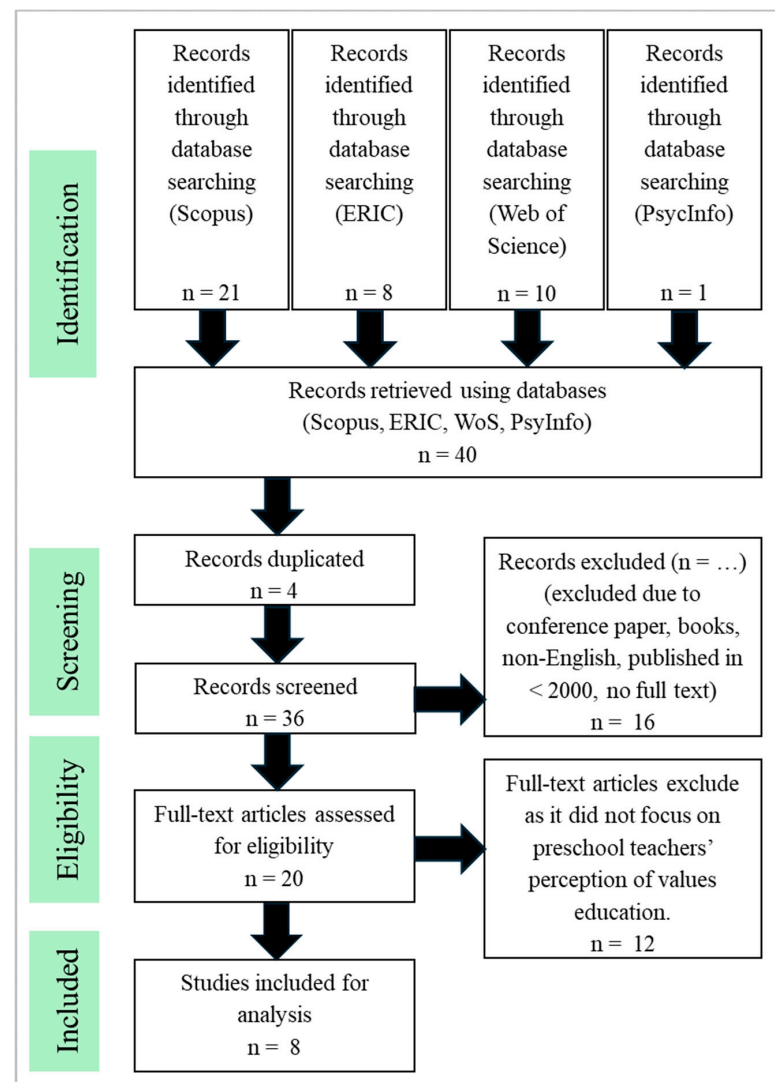 Identification
Records
identified
through
database
searching
(Scopus)
n = 21
Records
identified
through
database
searching
(ERIC)
n = 8
Records
identified
through
database
searching
(Web of
Science)
n = 10
Records
identified
through
database
searching
(PsycInfo)
n = 1
Records retrieved using databases
(Scopus, ERIC, WoS, PsyInfo)
n = 40
Screening
Records duplicated
n = 4
Records screened
n = 36
Records excluded (n = …)
(excluded due to
conference paper, books,
non-English, published in
< 2000, no full text)
n = 16
Eligibility
Full-text articles assessed
for eligibility
n = 20
Full-text articles exclude
as it did not focus on
preschool teachers’
perception of values
education.
n = 12
Included
Studies included for
analysis
n = 8